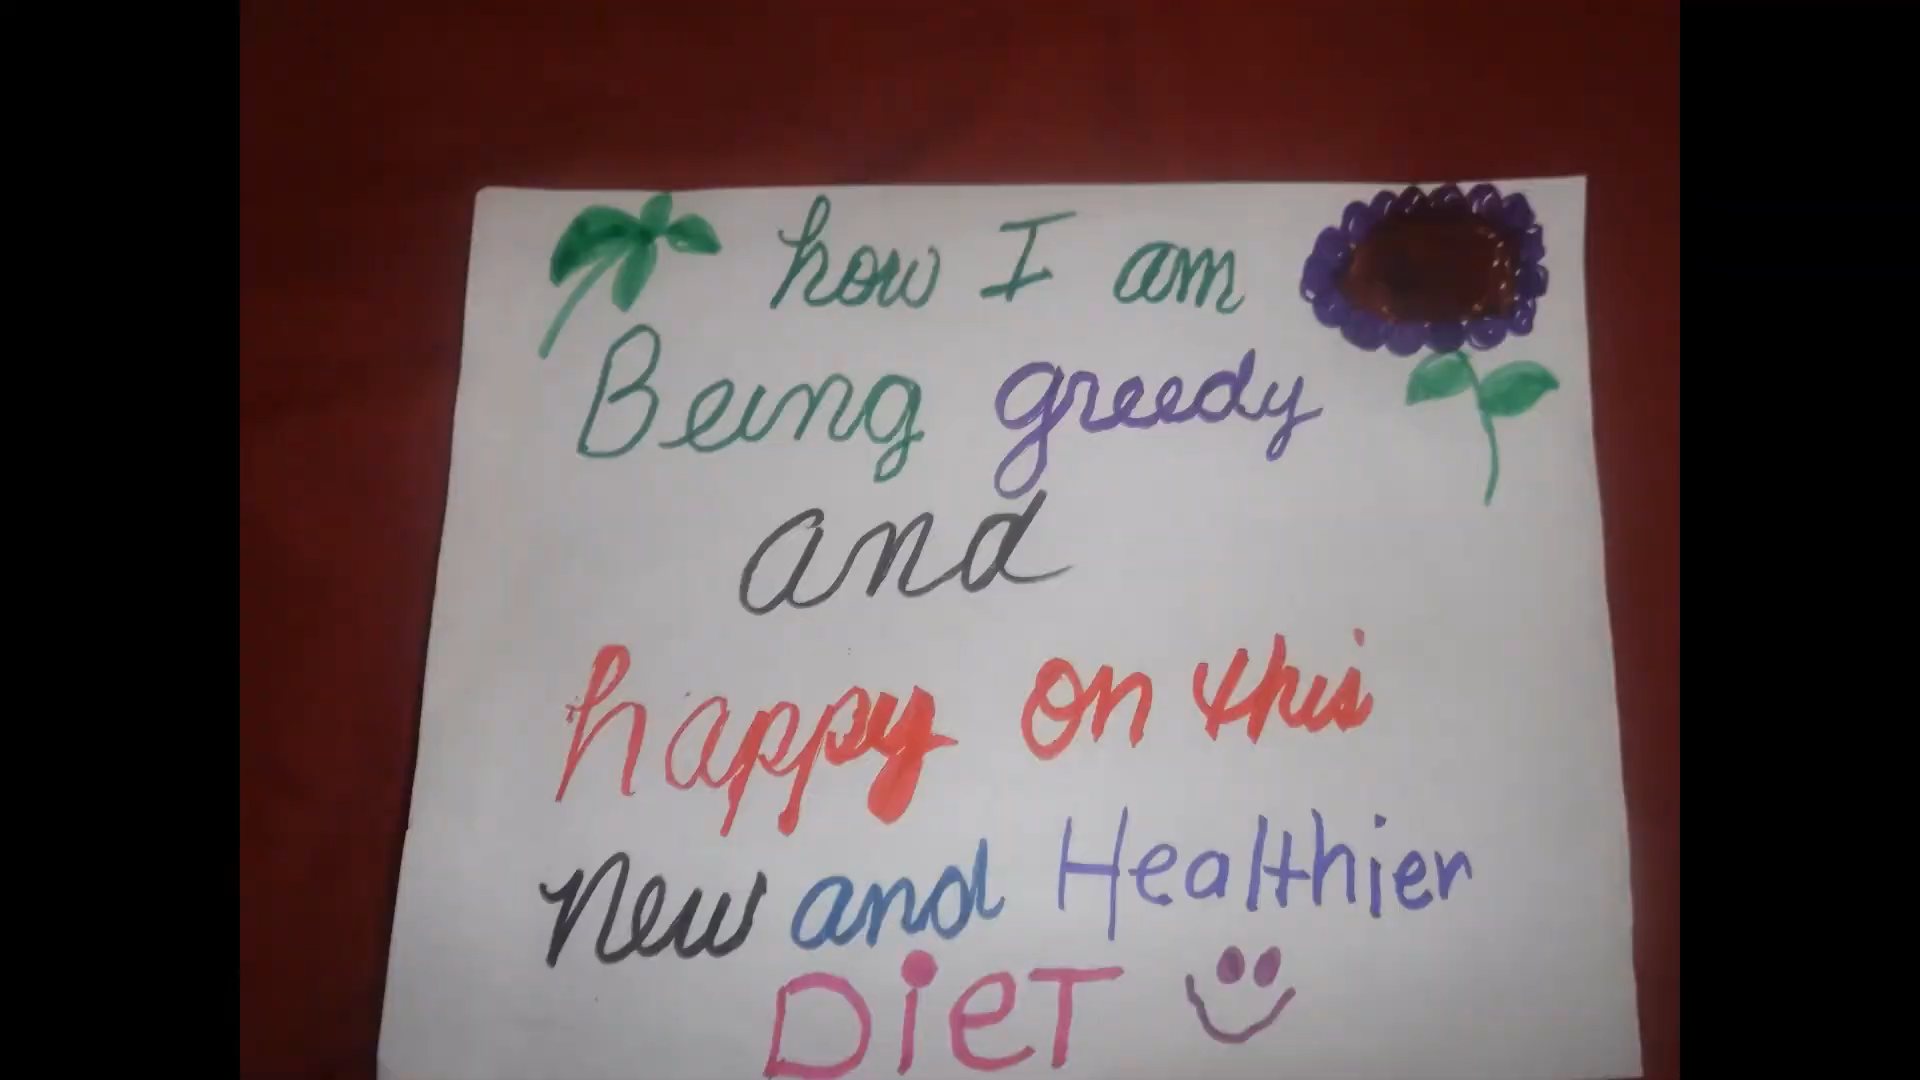 how I am
Being greedy
and
happy on this
new and Healthier
DieT